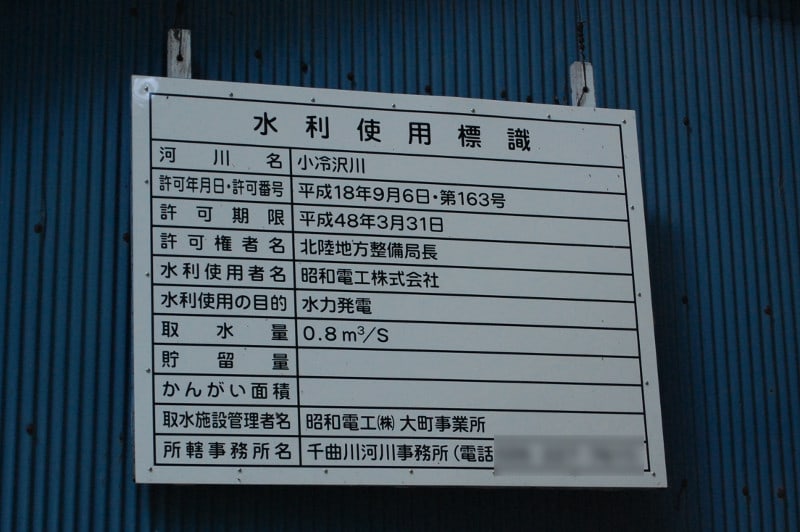 水利使用標識
河川名 小冷沢川
許可年月日・許可番号 平成18年9月6日・第163号
許可期限 平成48年3月31日
許可権者名 北陸地方整備局長
水利使用者名 昭和電工株式会社
水利使用の目的 水力発電
取水量 0.8m³/S
貯留量
かんがい面積
取水施設管理者名 昭和電工㈱大町事業所
所轄事務所名 千曲川河川事務所(電話